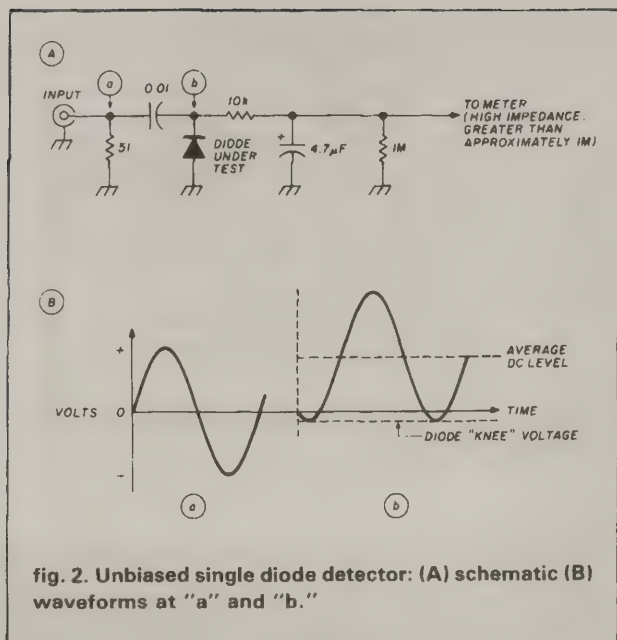 A
a
b
INPUT
0.01
10k
51
DIODE
UNDER
TEST
+
4.7µF
1M
TO METER
(HIGH IMPEDANCE.
GREATER THAN
APPROXIMATELY 1M)
B
+
VOLTS 0
-
AVERAGE
DC LEVEL
TIME
DIODE "KNEE" VOLTAGE
a
b
fig. 2. Unbiased single diode detector: (A) schematic (B)
waveforms at "a" and "b."